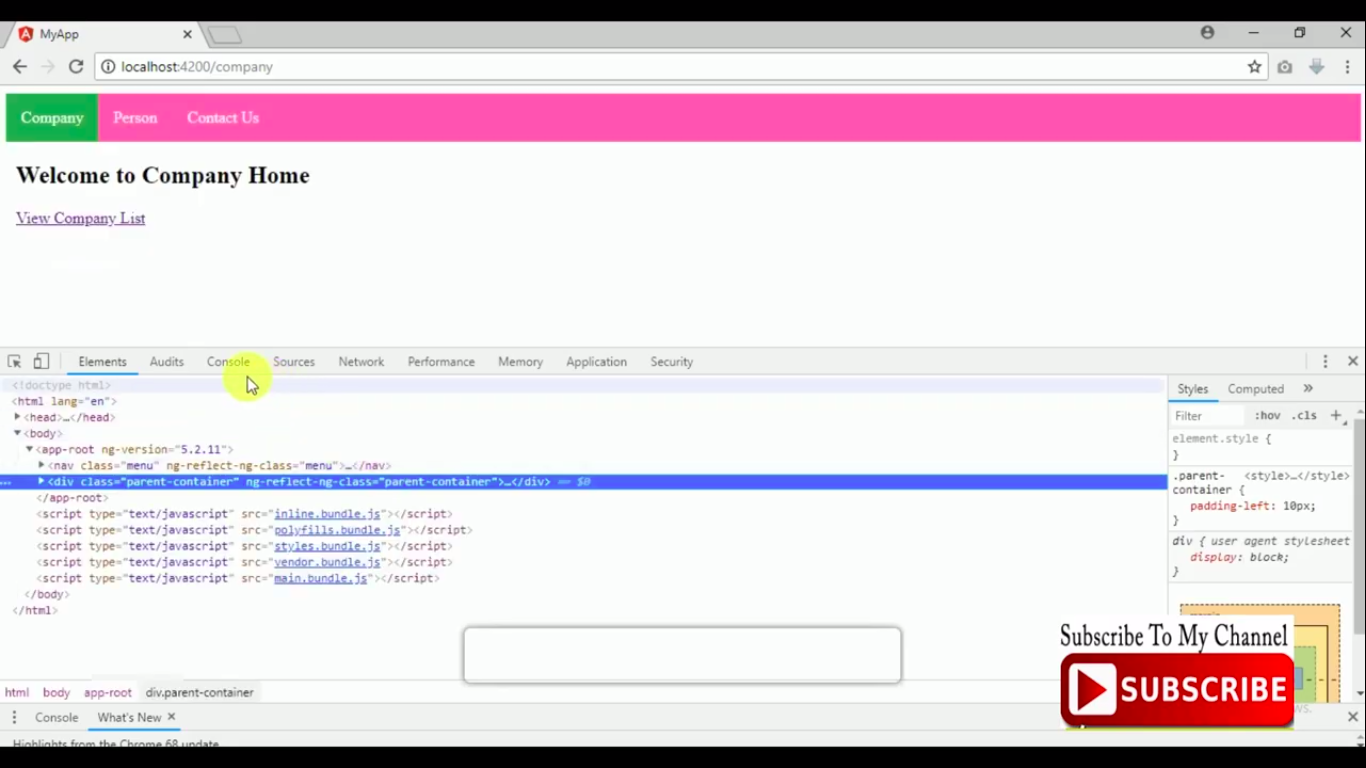 MyApp
localhost:4200/company
Company Person Contact Us
Welcome to Company Home
View Company List
Elements Audits Console Sources Network Performance Memory Application Security
<!doctype html>
<html lang="en">
<head>…</head>
<body>
<app-root ng-version="5.2.11">
<nav class="menu" ng-reflect-ng-class="menu">…</nav>
<div class="parent-container" ng-reflect-ng-class="parent-container">…</div> == $0
</app-root>
<script type="text/javascript" src="inline.bundle.js"></script>
<script type="text/javascript" src="polyfills.bundle.js"></script>
<script type="text/javascript" src="styles.bundle.js"></script>
<script type="text/javascript" src="vendor.bundle.js"></script>
<script type="text/javascript" src="main.bundle.js"></script>
</body>
</html>
Styles Computed »
Filter :hov .cls +
element.style {
}
.parent- <style>…</style>
container {
padding-left: 10px;
}
div { user agent stylesheet
display: block;
}
Subscribe To My Channel
SUBSCRIBE
html body app-root div.parent-container
Console What's New
Highlights from the Chrome 68 update